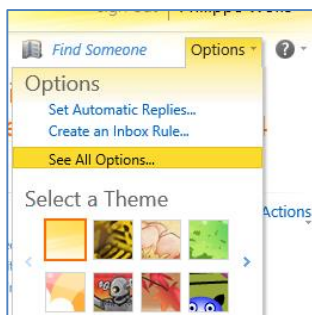 Find Someone Options
Options
Set Automatic Replies...
Create an Inbox Rule...
See All Options...
Select a Theme
Actions